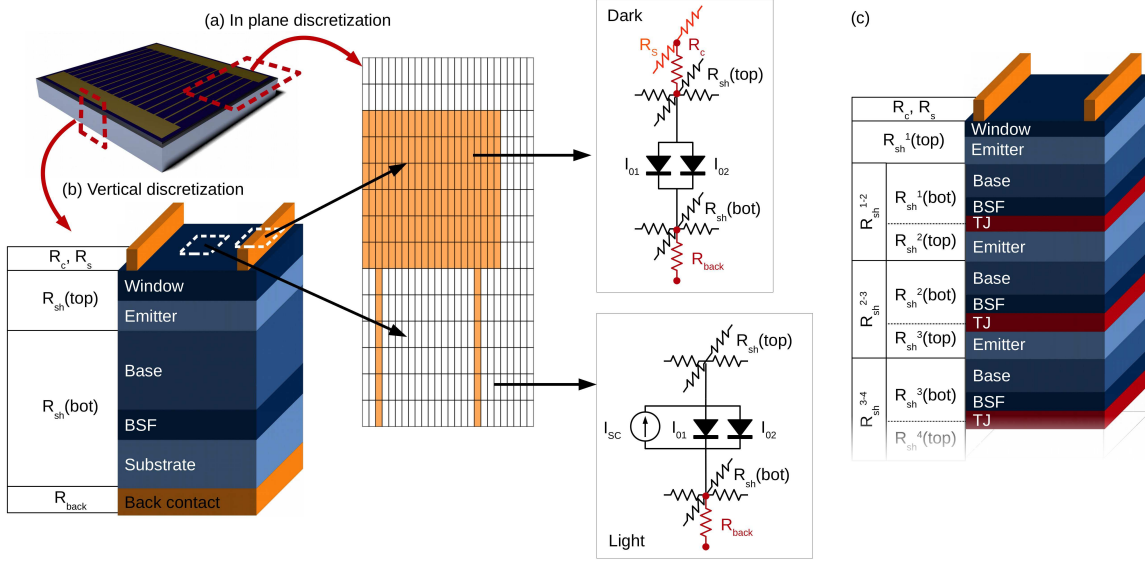 (a) In plane discretization
(b) Vertical discretization
R_c, R_s
R_sh(top)
R_sh(bot)
R_back
Window
Emitter
Base
BSF
Substrate
Back contact
Dark
R_S
R_c
R_sh(top)
I_01
I_02
R_sh(bot)
R_back
R_sh(top)
I_SC
I_01
I_02
R_sh(bot)
R_back
Light
(c)
R_c, R_s
R_sh^1(top)
R_sh^1-2
R_sh^1(bot)
R_sh^2(top)
R_sh^2-3
R_sh^2(bot)
R_sh^3(top)
R_sh^3-4
R_sh^3(bot)
R_sh^4(top)
Window
Emitter
Base
BSF
TJ
Emitter
Base
BSF
TJ
Emitter
Base
BSF
TJ